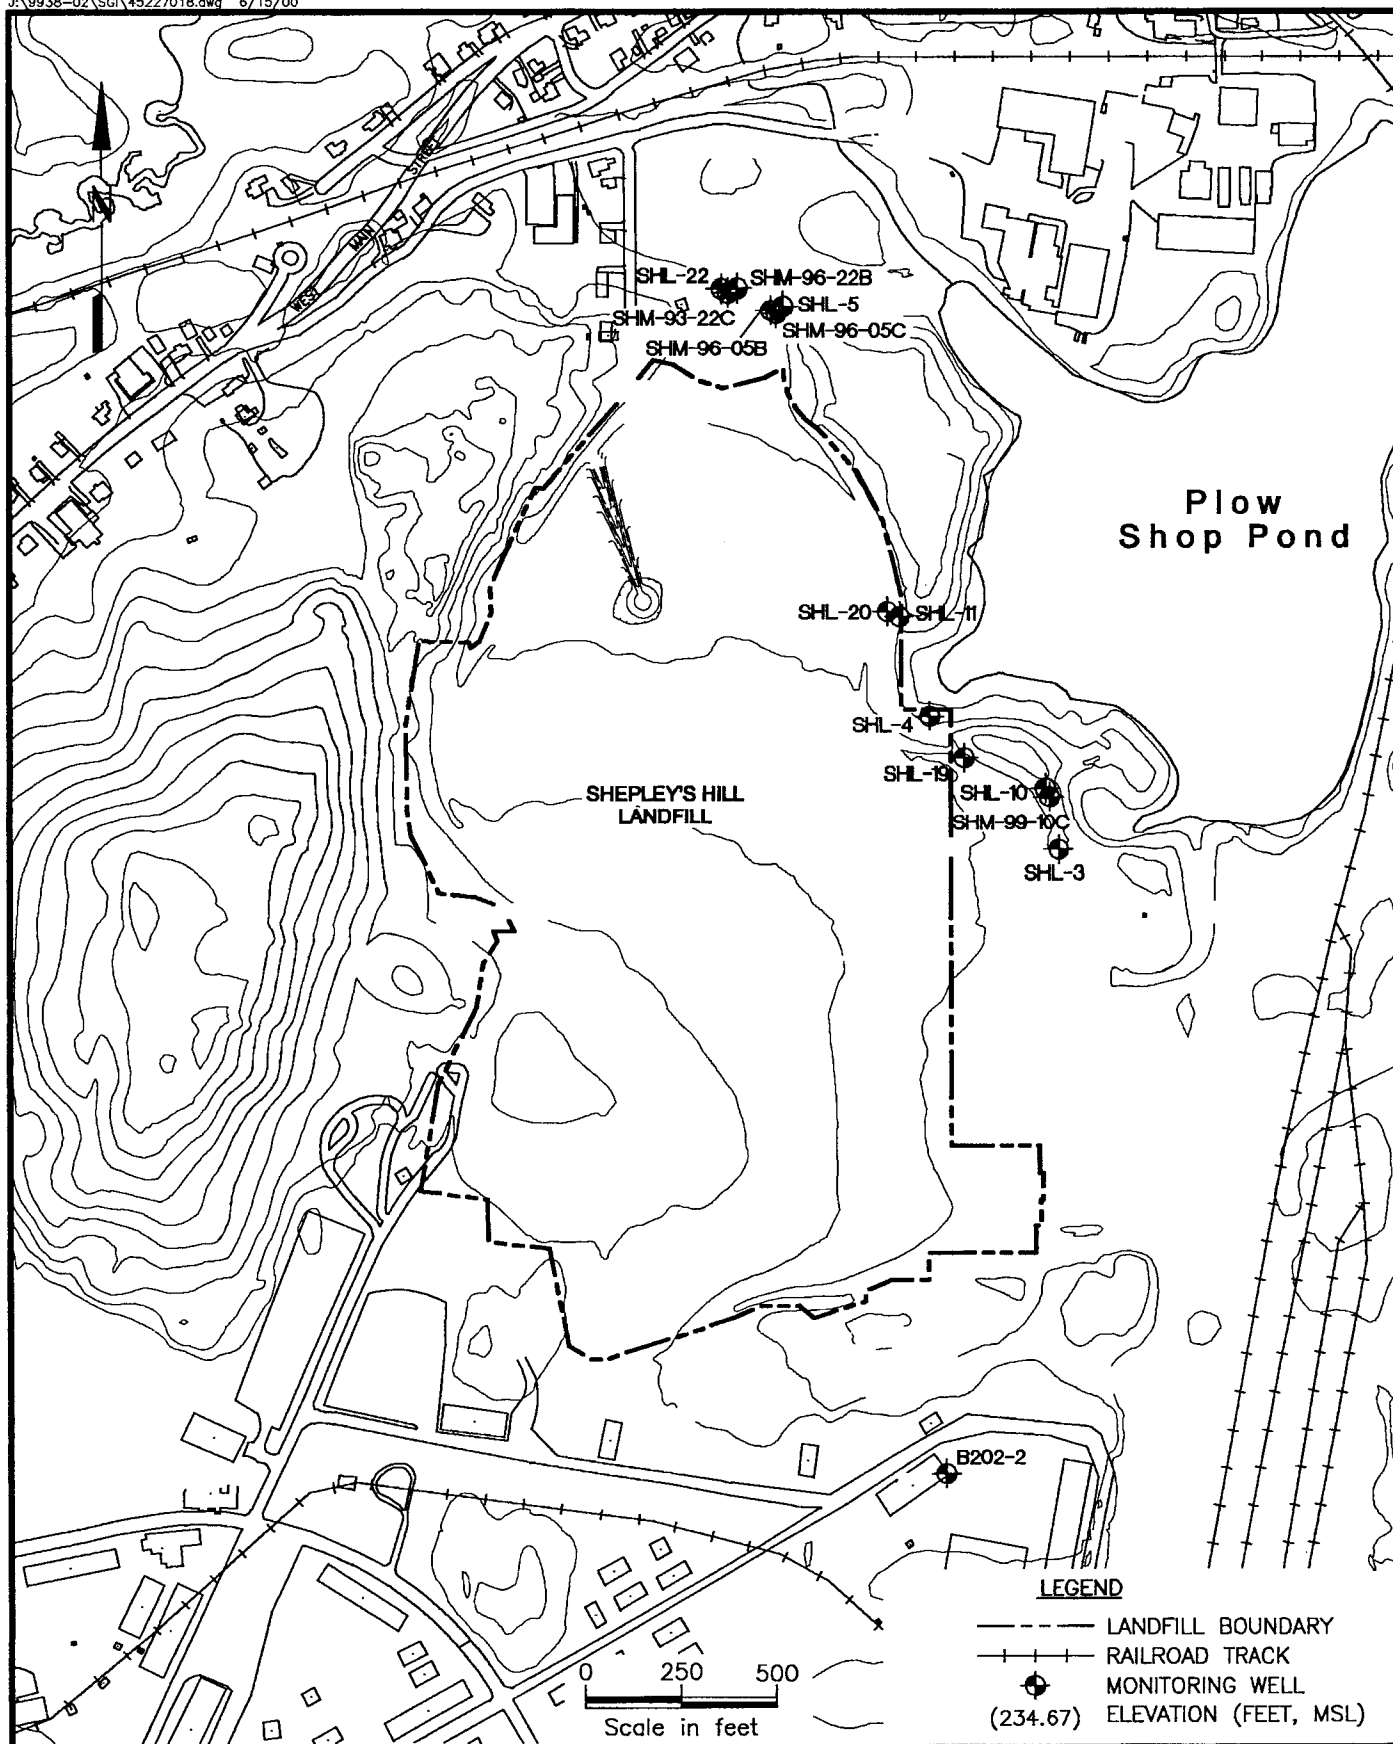 J:\9938-02\SGI\45227018.dwg 6/15/00
STREET
MAIN
WEST
N
SHL-22
SHM-96-22B
SHM-93-22C
SHL-5
SHM-96-05C
SHM-96-05B
Plow
Shop Pond
SHL-20
SHL-11
SHL-4
SHL-19
SHEPLEY'S HILL
LANDFILL
SHL-10
SHM-99-10C
SHL-3
B202-2
LEGEND
LANDFILL BOUNDARY
RAILROAD TRACK
MONITORING WELL
(234.67) ELEVATION (FEET, MSL)
0 250 500
Scale in feet